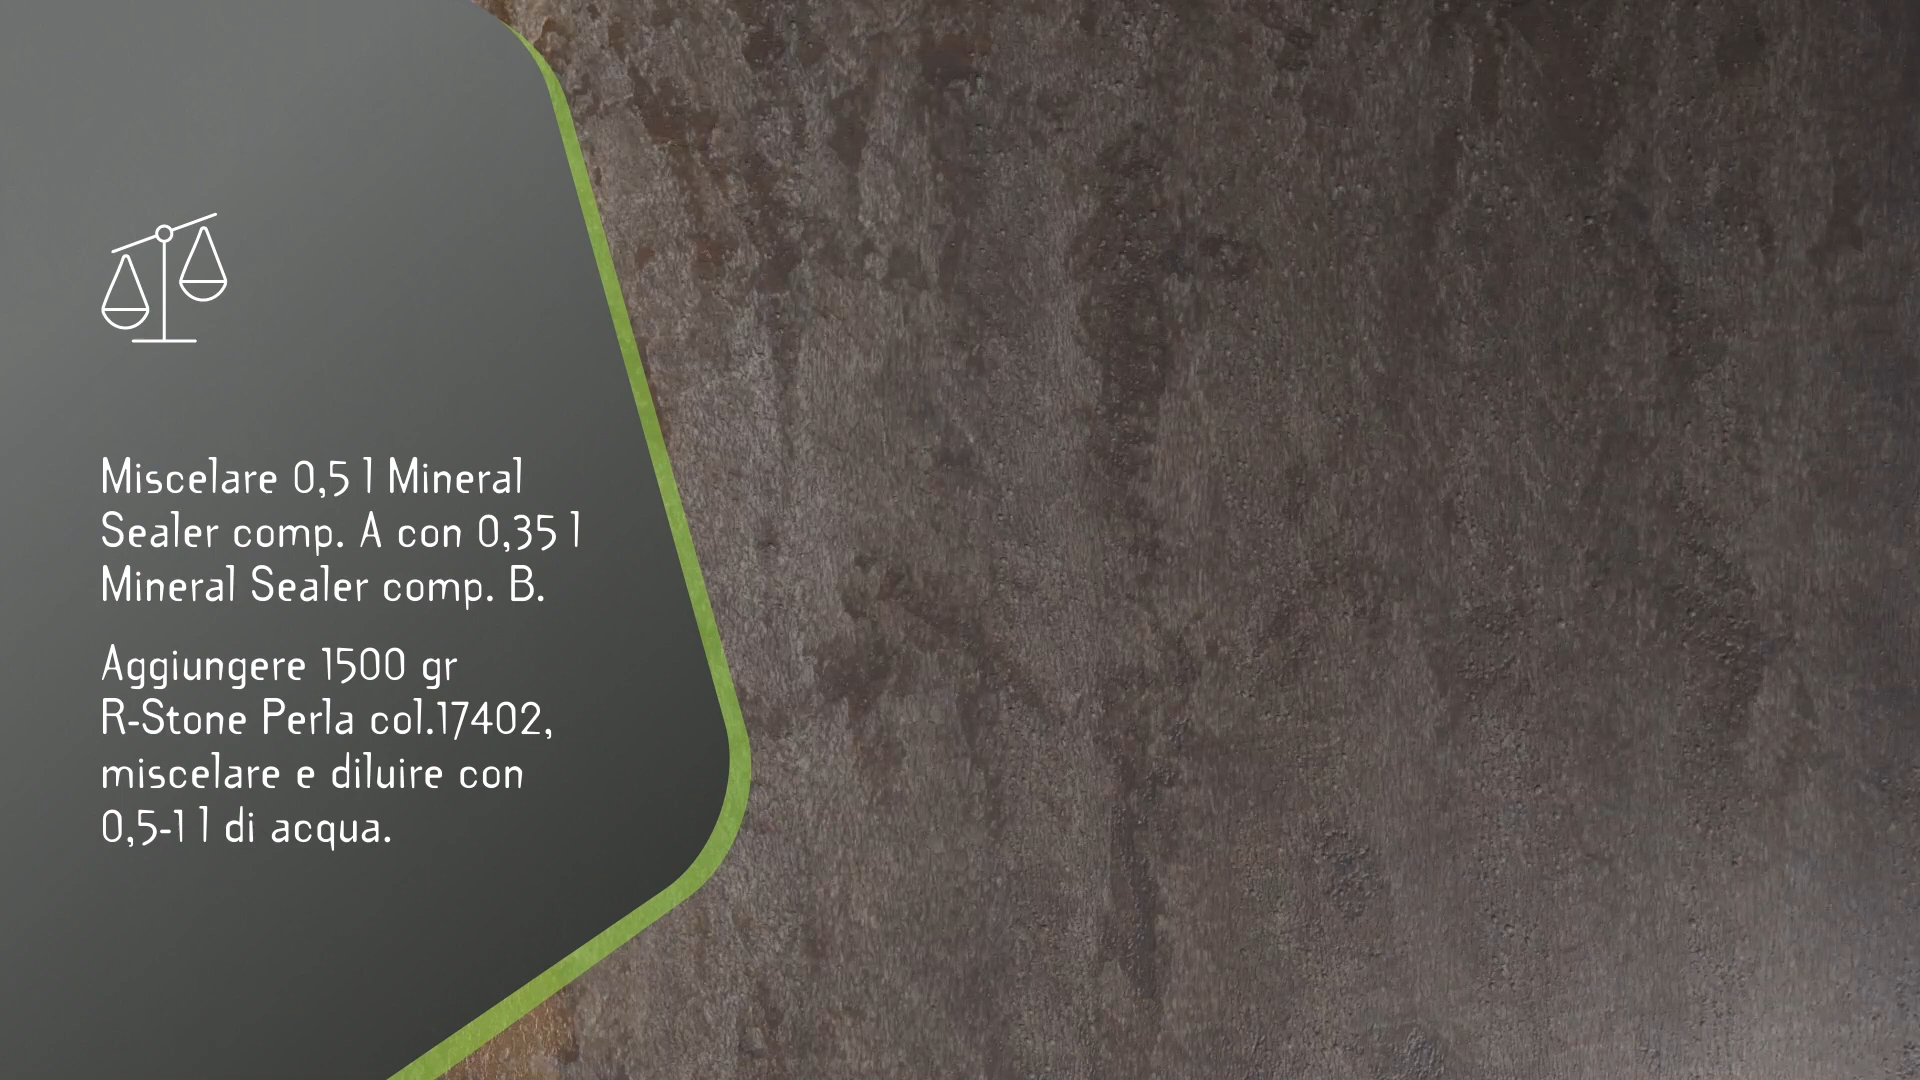 Miscelare 0,5 l Mineral
Sealer comp. A con 0,35 l
Mineral Sealer comp. B.
Aggiungere 1500 gr
R-Stone Perla col.17402,
miscelare e diluire con
0,5-1 l di acqua.